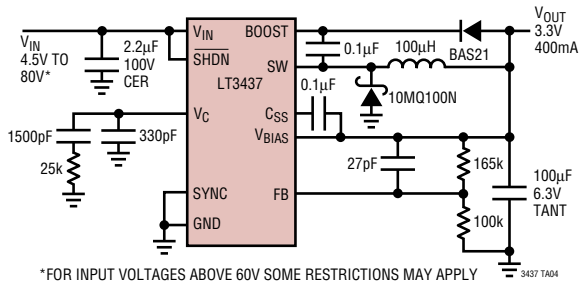 V_IN
4.5V TO
80V*
2.2µF
100V
CER
V_IN
SHDN
LT3437
BOOST
SW
0.1µF
100µH
BAS21
V_OUT
3.3V
400mA
10MQ100N
0.1µF
C_SS
V_BIAS
V_C
1500pF
330pF
25k
27pF
165k
100µF
6.3V
TANT
SYNC
GND
FB
100k
*FOR INPUT VOLTAGES ABOVE 60V SOME RESTRICTIONS MAY APPLY
3437 TA04